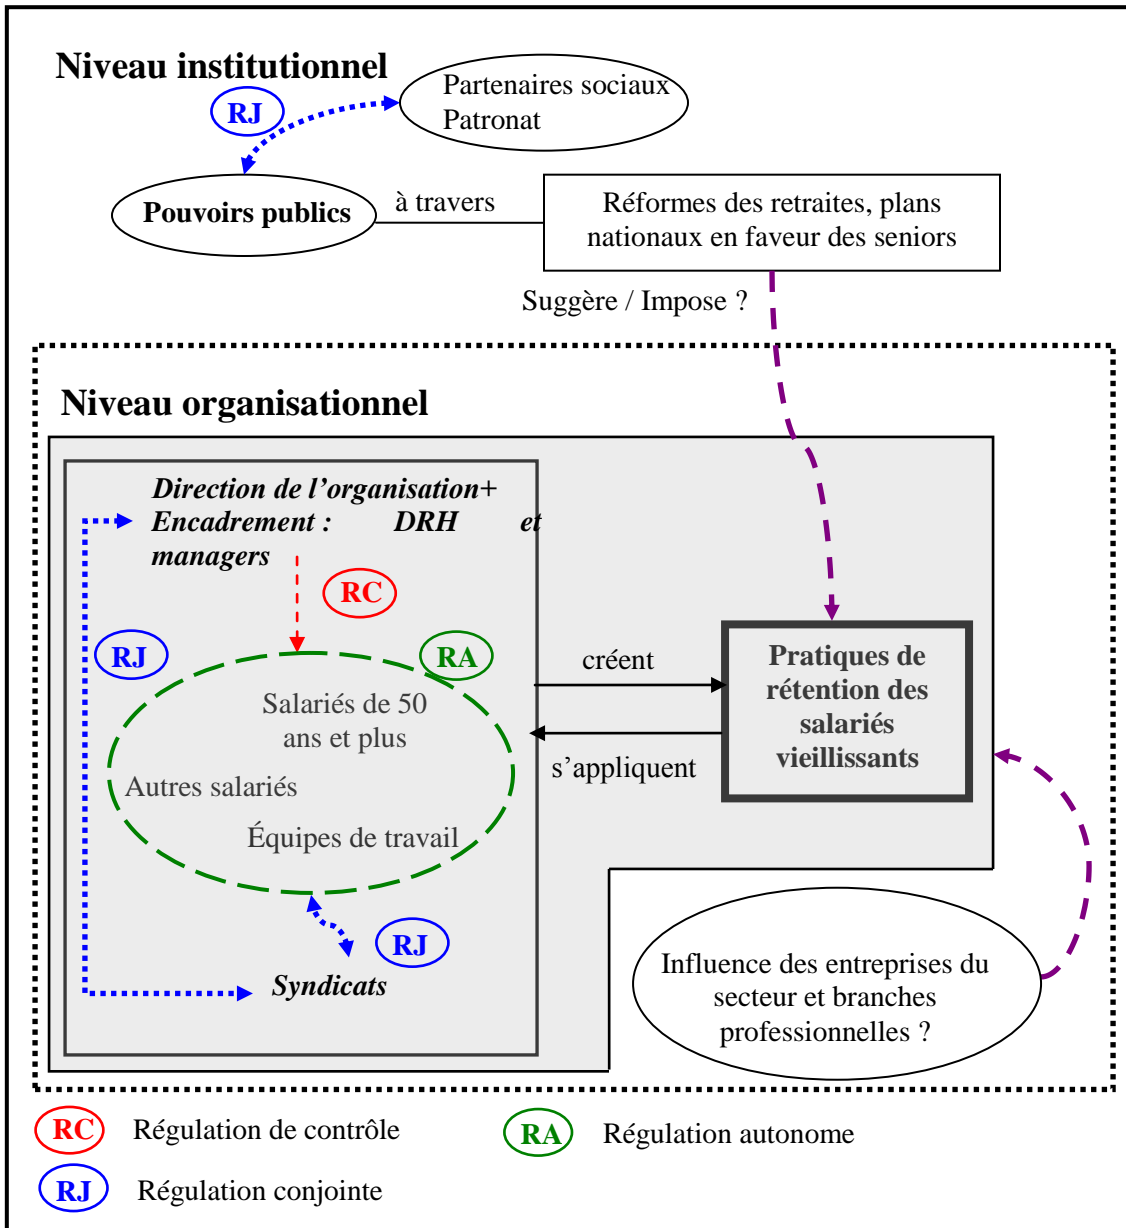 Niveau institutionnel
Partenaires sociaux
Patronat
RJ
Pouvoirs publics
à travers
Réformes des retraites, plans
nationaux en faveur des seniors
Suggère / Impose ?
Niveau organisationnel
Direction de l’organisation+
Encadrement : DRH et
managers
RC
RJ
RA
Salariés de 50
ans et plus
Autres salariés
Équipes de travail
créent
s’appliquent
Pratiques de
rétention des
salariés
vieillissants
RJ
Syndicats
Influence des entreprises du
secteur et branches
professionnelles ?
RC Régulation de contrôle
RA Régulation autonome
RJ Régulation conjointe